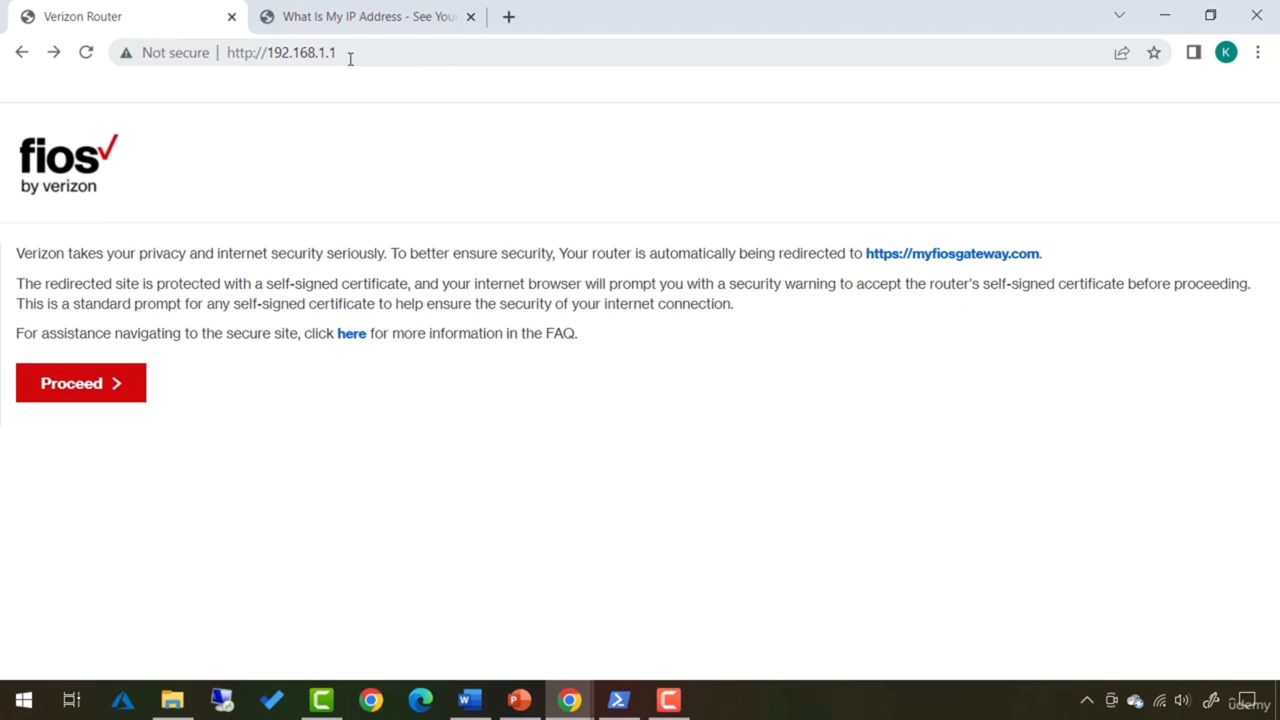 Verizon Router
What Is My IP Address - See You
Not secure
http://192.168.1.1
K
fios
by verizon
Verizon takes your privacy and internet security seriously. To better ensure security, Your router is automatically being redirected to https://myfiosgateway.com.
The redirected site is protected with a self-signed certificate, and your internet browser will prompt you with a security warning to accept the router's self-signed certificate before proceeding.
This is a standard prompt for any self-signed certificate to help ensure the security of your internet connection.
For assistance navigating to the secure site, click here for more information in the FAQ.
Proceed
udemy